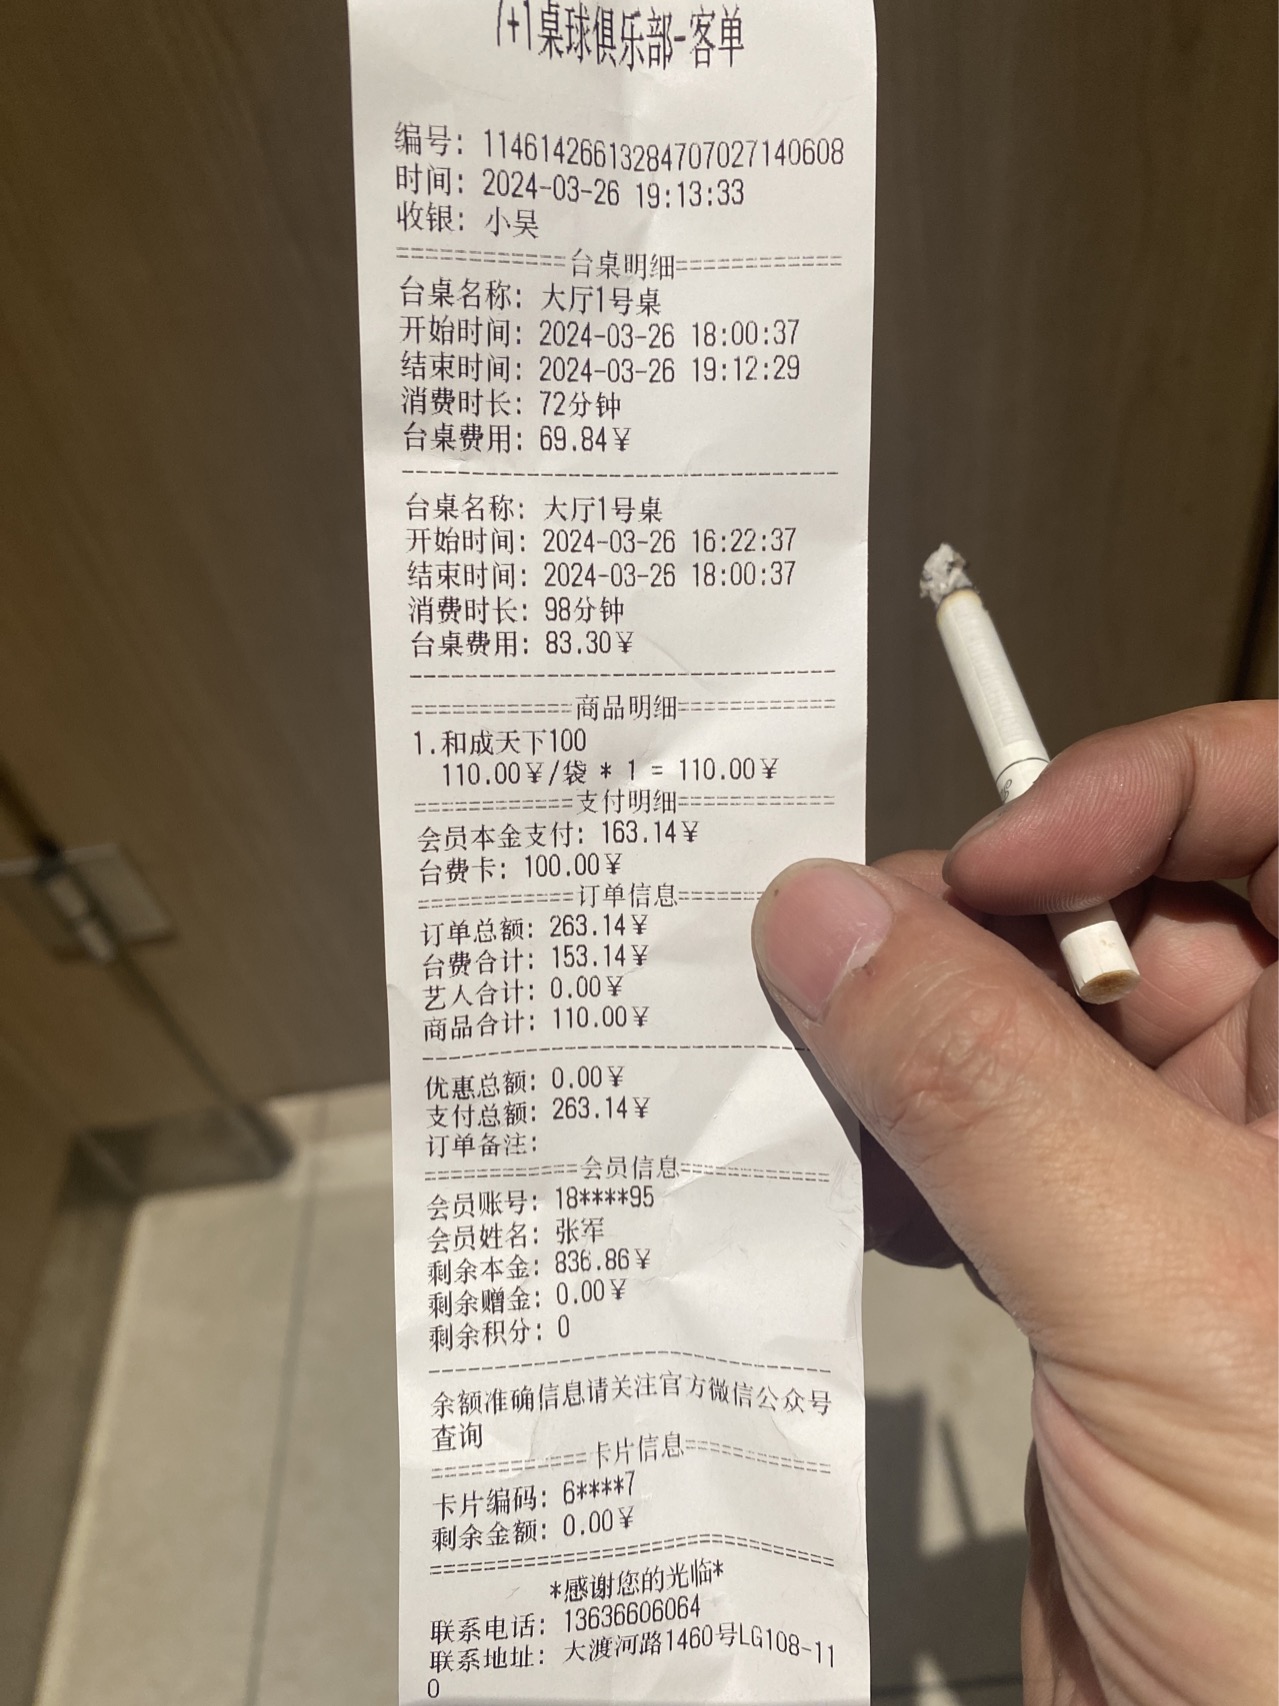 7+1桌球俱乐部-客单
编号: 1146142661328470702714​0608
时间: 2024-03-26 19:13:33
收银: 小吴
============台桌明细============
台桌名称: 大厅1号桌
开始时间: 2024-03-26 18:00:37
结束时间: 2024-03-26 19:12:29
消费时长: 72分钟
台桌费用: 69.84¥
台桌名称: 大厅1号桌
开始时间: 2024-03-26 16:22:37
结束时间: 2024-03-26 18:00:37
消费时长: 98分钟
台桌费用: 83.30¥
============商品明细============
1.和成天下100
110.00¥/袋 * 1 = 110.00¥
============支付明细============
会员本金支付: 163.14¥
台费卡: 100.00¥
============订单信息============
订单总额: 263.14¥
台费合计: 153.14¥
艺人合计: 0.00¥
商品合计: 110.00¥
优惠总额: 0.00¥
支付总额: 263.14¥
订单备注:
============会员信息============
会员账号: 18****95
会员姓名: 张军
剩余本金: 836.86¥
剩余赠金: 0.00¥
剩余积分: 0
余额准确信息请关注官方微信公众号
查询
============卡片信息============
卡片编码: 6****7
剩余金额: 0.00¥
*感谢您的光临*
联系电话: 13636606064
联系地址: 大渡河路1460号LG108-11
0